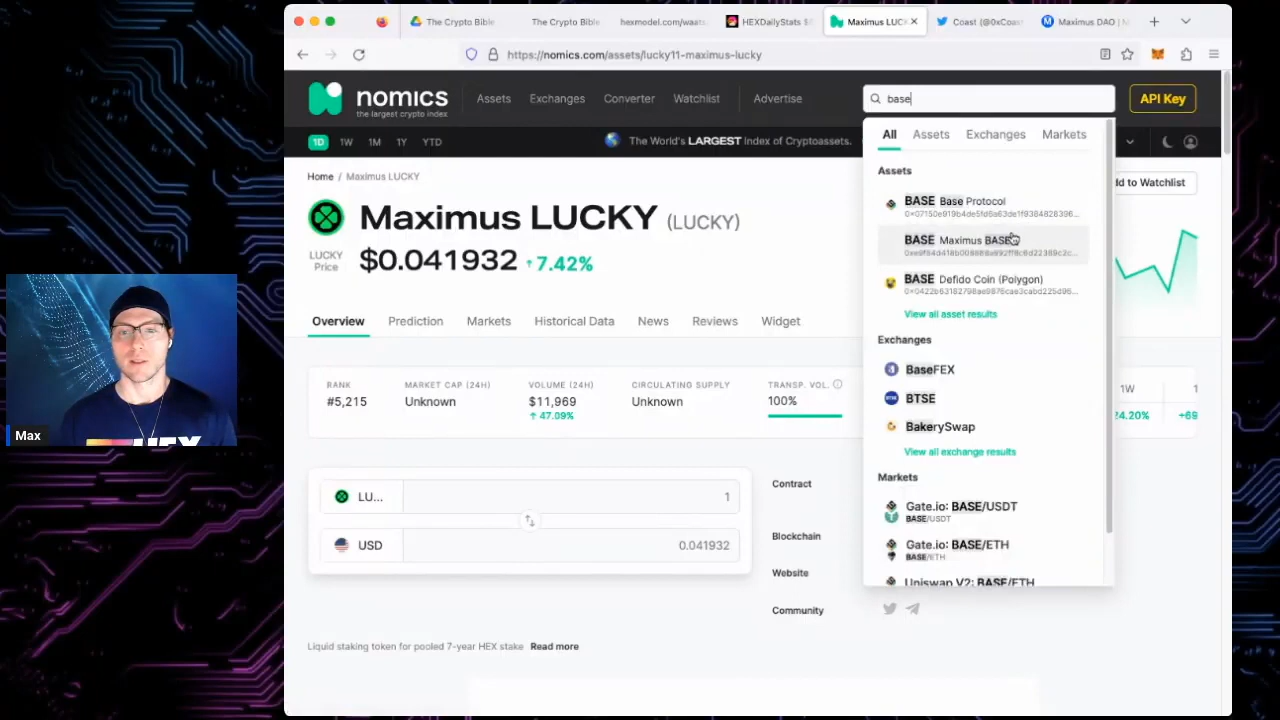 The Crypto Bible
The Crypto Bible
hexmodel.com/waats
HEXDailyStats
Maximus LUCK
Coast (@0xCoas
Maximus DAO | N
https://nomics.com/assets/lucky11-maximus-lucky
nomics
the largest crypto index
Assets
Exchanges
Converter
Watchlist
Advertise
base
API Key
1D
1W
1M
1Y
YTD
The World's LARGEST Index of Cryptoassets.
All
Assets
Exchanges
Markets
Home / Maximus LUCKY
Assets
dd to Watchlist
Maximus LUCKY (LUCKY)
BASE Base Protocol
LUCKY
Price
$0.041932
↑ 7.42%
BASE Maximus BASE
BASE Defido Coin (Polygon)
View all asset results
Overview
Prediction
Markets
Historical Data
News
Reviews
Widget
Exchanges
BaseFEX
BTSE
BakerySwap
View all exchange results
RANK
#5,215
MARKET CAP (24H)
Unknown
VOLUME (24H)
$11,969
↑ 47.09%
CIRCULATING SUPPLY
Unknown
TRANSP. VOL.
100%
1W
24.20%
1
+69
Max
Markets
Gate.io: BASE/USDT
BASE/USDT
Gate.io: BASE/ETH
BASE/ETH
Uniswap V2: BASE/ETH
LU...
1
USD
0.041932
Contract
Blockchain
Website
Community
Liquid staking token for pooled 7-year HEX stake Read more